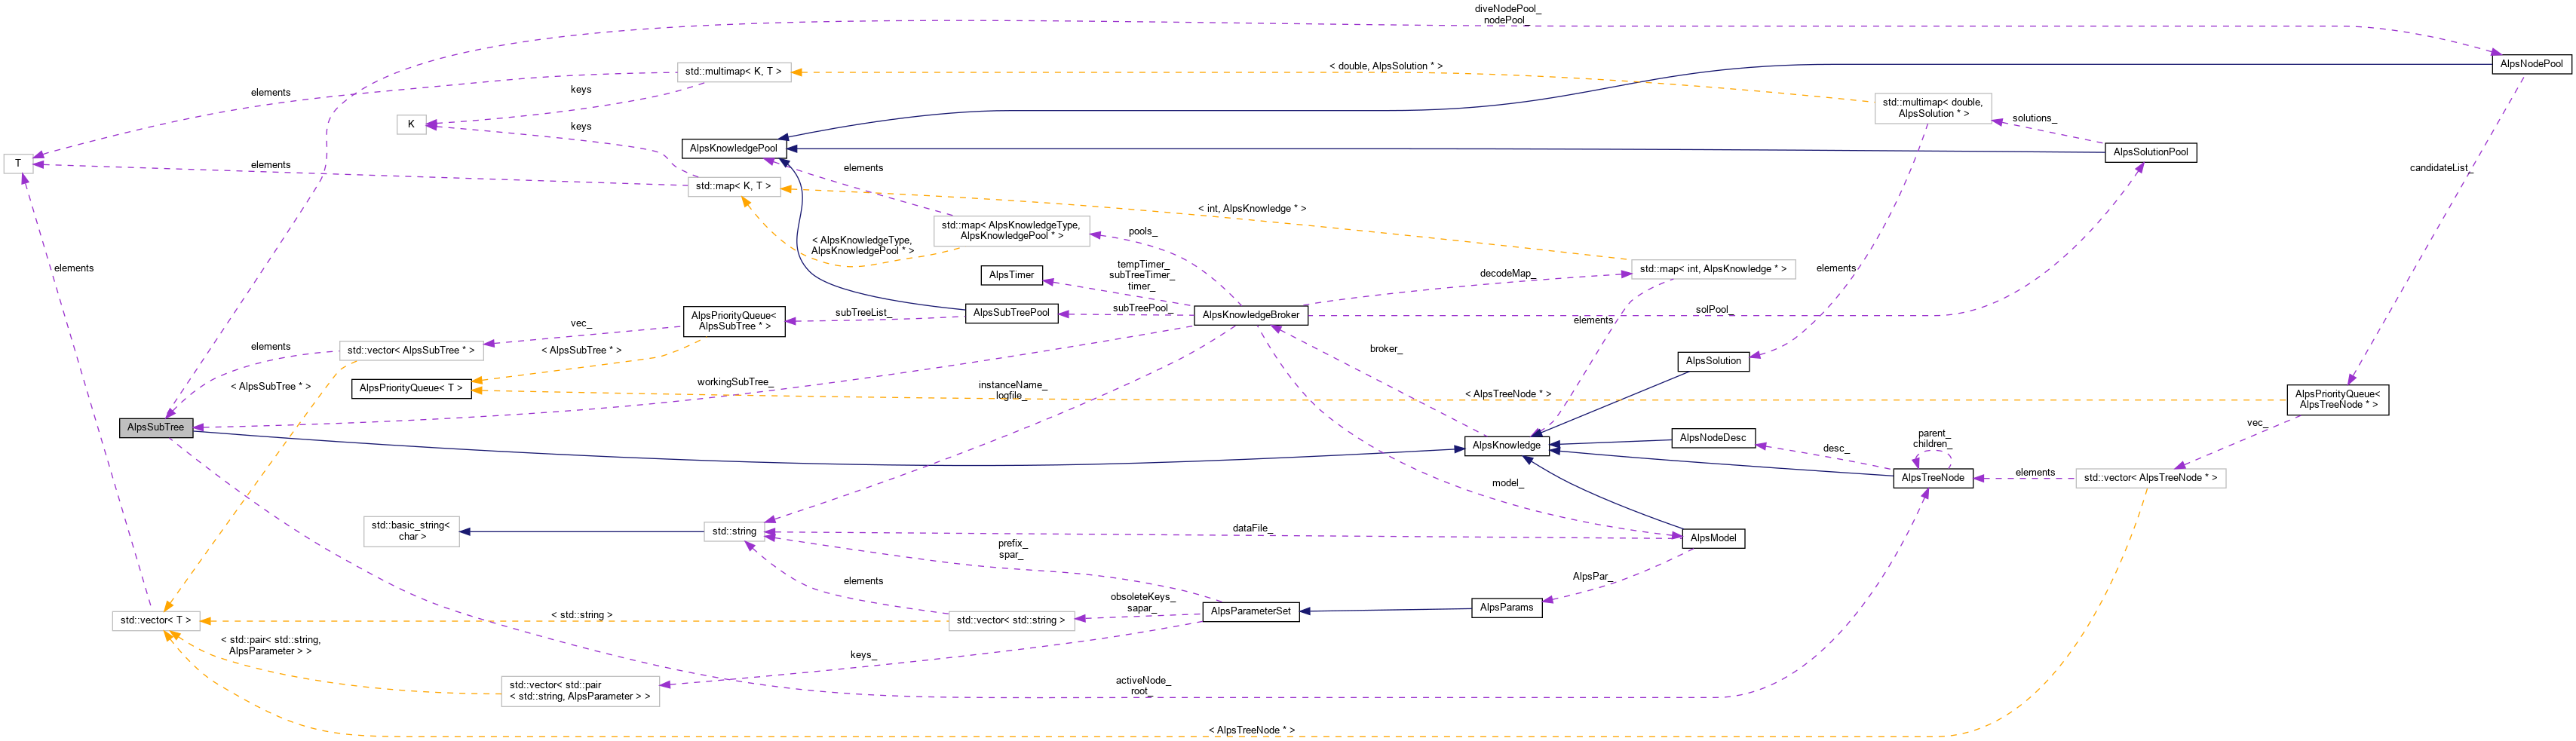 diveNodePool_
nodePool_
AlpsNodePool
std::multimap< K, T >
< double, AlpsSolution * >
elements
keys
std::multimap< double,
AlpsSolution * >
solutions_
K
keys
AlpsKnowledgePool
AlpsSolutionPool
T
elements
elements
candidateList_
std::map< K, T >
< int, AlpsKnowledge * >
std::map< AlpsKnowledgeType,
AlpsKnowledgePool * >
pools_
< AlpsKnowledgeType,
AlpsKnowledgePool * >
elements
AlpsTimer
tempTimer_
subTreeTimer_
timer_
decodeMap_
std::map< int, AlpsKnowledge * >
elements
AlpsPriorityQueue<
AlpsSubTree * >
subTreeList_
AlpsSubTreePool
subTreePool_
AlpsKnowledgeBroker
solPool_
vec_
elements
elements
std::vector< AlpsSubTree * >
< AlpsSubTree * >
broker_
AlpsSolution
< AlpsSubTree * >
AlpsPriorityQueue< T >
workingSubTree_
instanceName_
logfile_
< AlpsTreeNode * >
AlpsPriorityQueue<
AlpsTreeNode * >
AlpsSubTree
AlpsKnowledge
AlpsNodeDesc
desc_
parent_
children_
vec_
AlpsTreeNode
elements
std::vector< AlpsTreeNode * >
model_
std::basic_string<
char >
std::string
dataFile_
AlpsModel
prefix_
spar_
elements
AlpsPar_
obsoleteKeys_
sapar_
AlpsParameterSet
AlpsParams
std::vector< T >
< std::string >
std::vector< std::string >
< std::pair< std::string,
AlpsParameter > >
keys_
std::vector< std::pair
< std::string, AlpsParameter > >
activeNode_
root_
< AlpsTreeNode * >